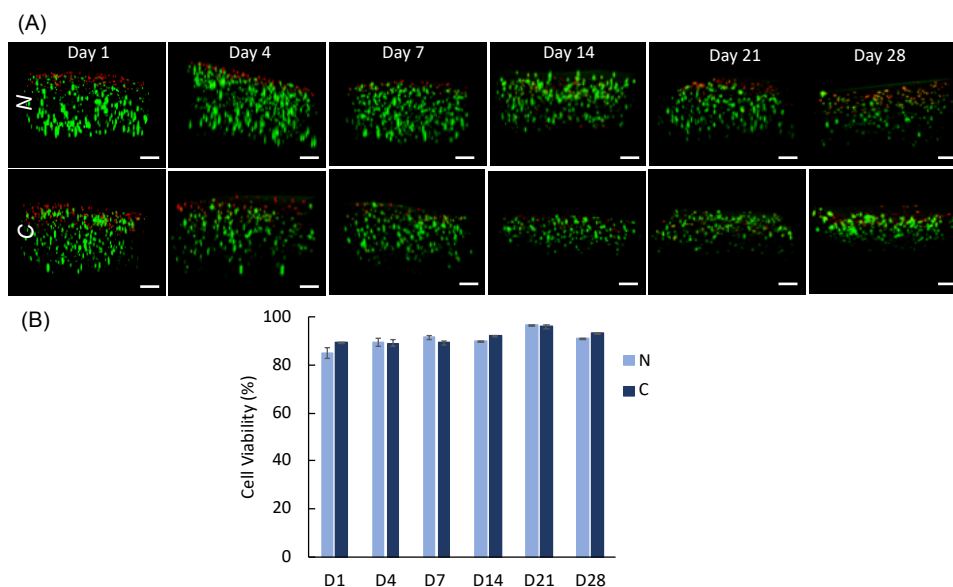 (A)
Day 1 Day 4 Day 7 Day 14 Day 21 Day 28
N
C
(B)
100
80
60
40
20
0
Cell Viability (%)
N
C
D1 D4 D7 D14 D21 D28